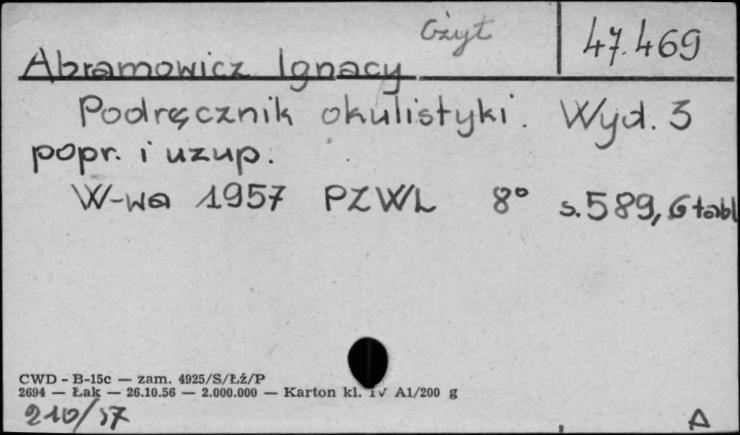 Czyt
47.469
Abramowicz Ignacy
Podręcznik okulistyki. Wyd. 3
popr. i uzup.
W-wa 1957 PZWL 8° s. 589, 6 tabl
CWD - B-15c — zam. 4925/S/Łź/P
2694 — Łak — 26.10.56 — 2.000.000 — Karton kl. IV A1/200 g
210/57
A